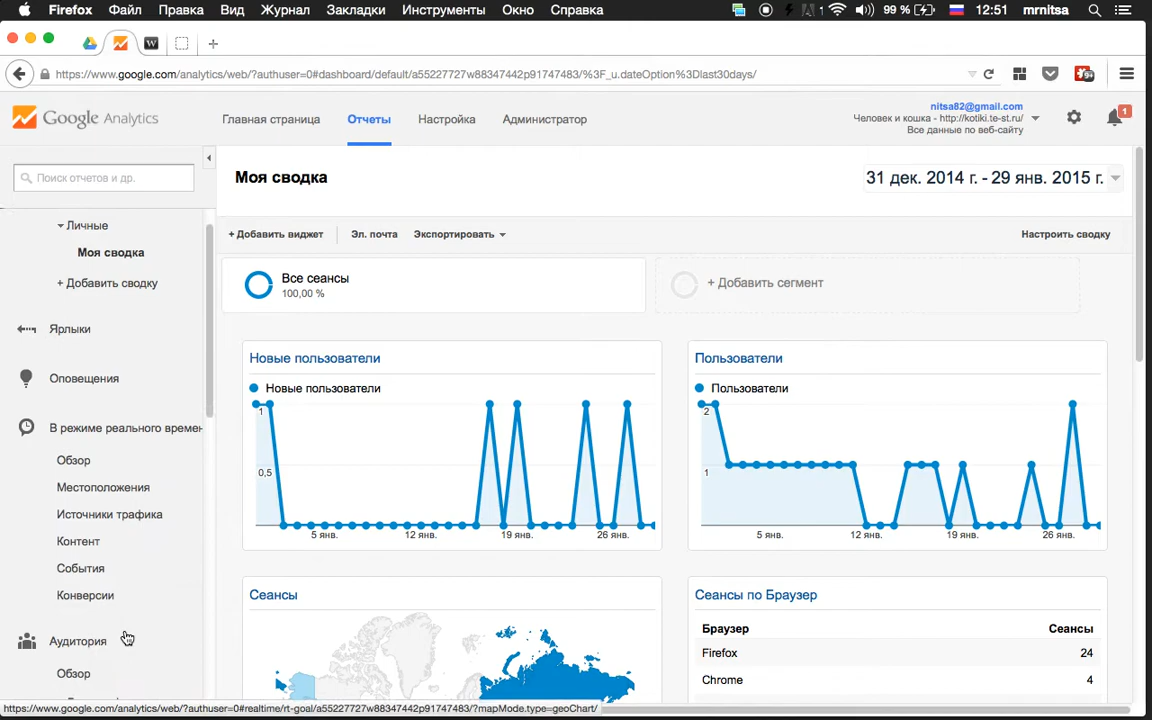 Firefox Файл Правка Вид Журнал Закладки Инструменты Окно Справка 1 99 % 12:51 mrnitsa
https://www.google.com/analytics/web/?authuser=0#dashboard/default/a55227727w88347442p91747483/%3F_u.dateOption%3Dlast30days/
Google Analytics
Главная страница Отчеты Настройка Администратор
nitsa82@gmail.com
Человек и кошка - http://kotiki.te-st.ru/
Все данные по веб-сайту
1
Поиск отчетов и др.
Моя сводка
31 дек. 2014 г. - 29 янв. 2015 г.
Личные
Моя сводка
+ Добавить сводку
Ярлыки
Оповещения
В режиме реального времен
Обзор
Местоположения
Источники трафика
Контент
События
Конверсии
Аудитория
Обзор
+ Добавить виджет Эл. почта Экспортировать Настроить сводку
Все сеансы
100,00 %
+ Добавить сегмент
Новые пользователи
Новые пользователи
1
0,5
5 янв. 12 янв. 19 янв. 26 янв.
Пользователи
Пользователи
2
1
5 янв. 12 янв. 19 янв. 26 янв.
Сеансы
Сеансы по Браузер
Браузер Сеансы
Firefox 24
Chrome 4
https://www.google.com/analytics/web/?authuser=0#realtime/rt-goal/a55227727w88347442p91747483/?mapMode.type=geoChart/